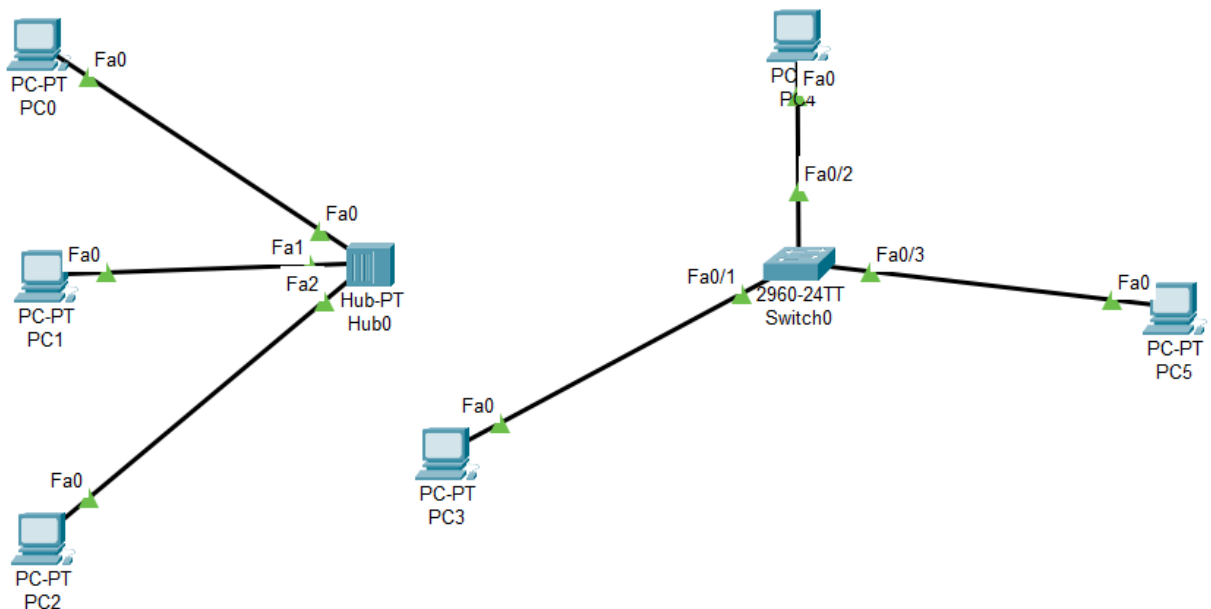 Fa0
PC-PT
PC0
Fa0
Fa0
PC-PT
PC1
Fa1
Fa2
Hub-PT
Hub0
Fa0
PC-PT
PC2
PC
Fa0
PC4
Fa0/2
Fa0/1
Fa0/3
2960-24TT
Switch0
Fa0
PC-PT
PC5
Fa0
PC-PT
PC3